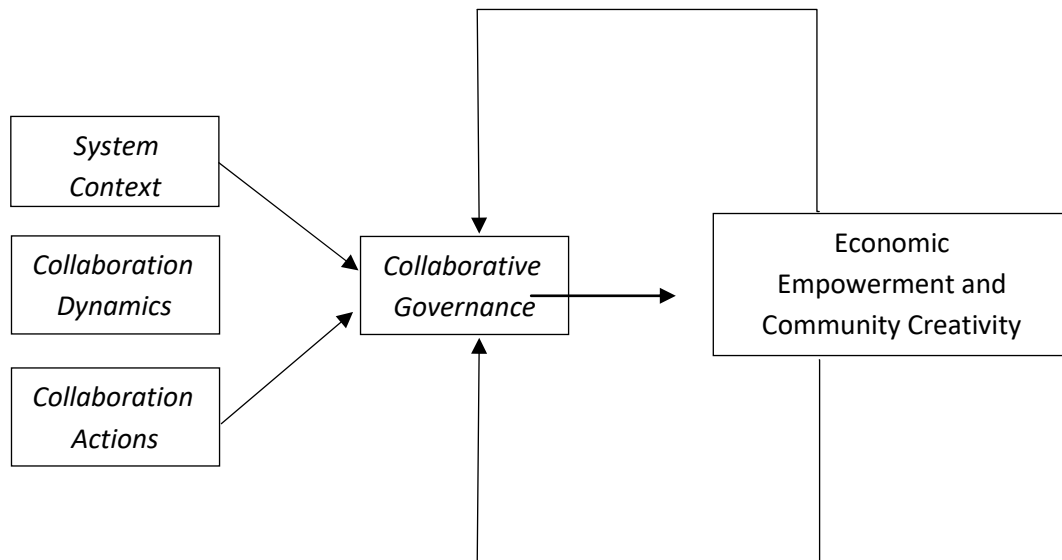 System
Context
Collaboration
Dynamics
Collaboration
Actions
Collaborative
Governance
Economic
Empowerment and
Community Creativity